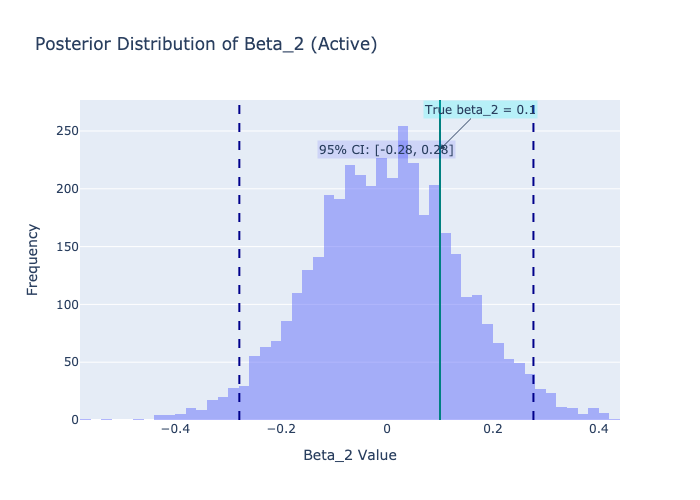 Posterior Distribution of Beta_2 (Active)
True beta_2 = 0.1
95% CI: [-0.28, 0.28]
250
200
150
100
50
0
Frequency
−0.4
−0.2
0
0.2
0.4
Beta_2 Value